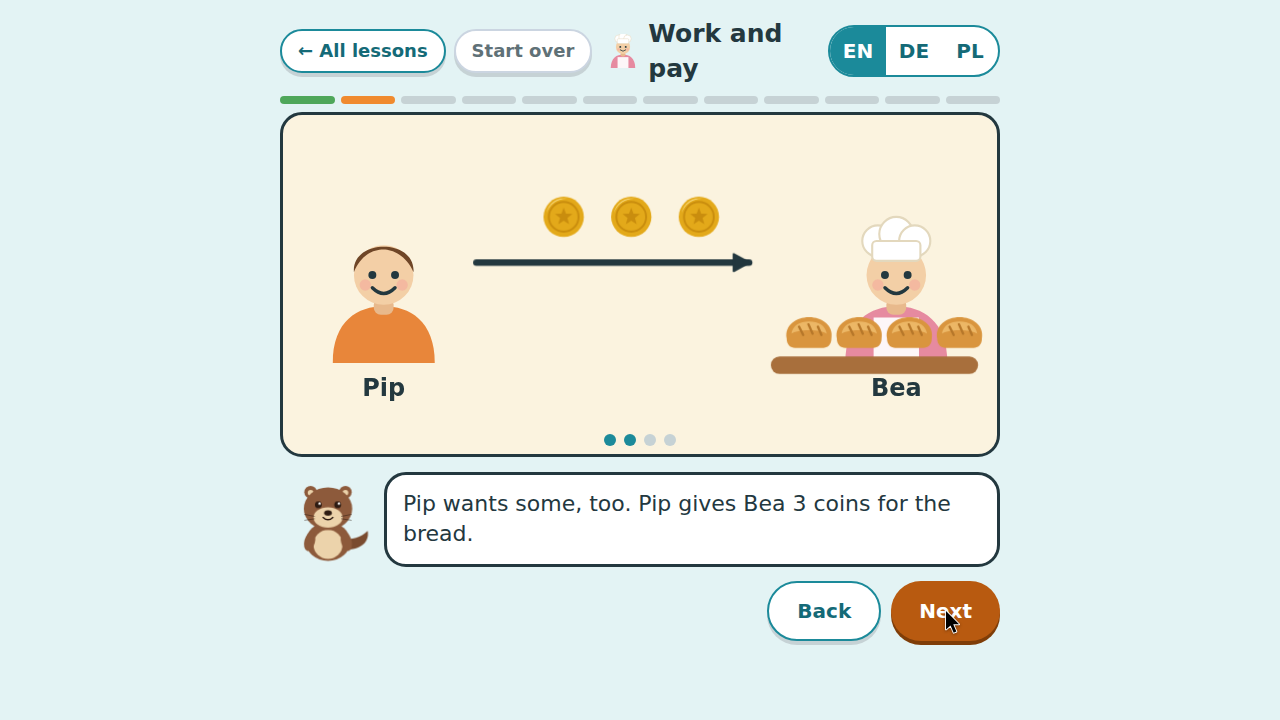 ← All lessons
Start over
Work and
pay
EN DE PL
Pip
Bea
Pip wants some, too. Pip gives Bea 3 coins for the
bread.
Back
Next